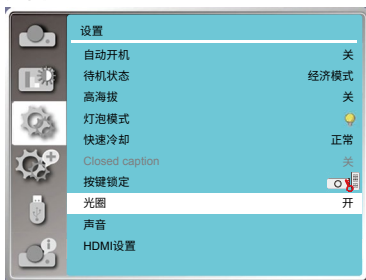 设置
自动开机 关
待机状态 经济模式
高海拔 关
灯泡模式
快速冷却 正常
Closed caption 关
按键锁定
光圈 开
声音
HDMI设置